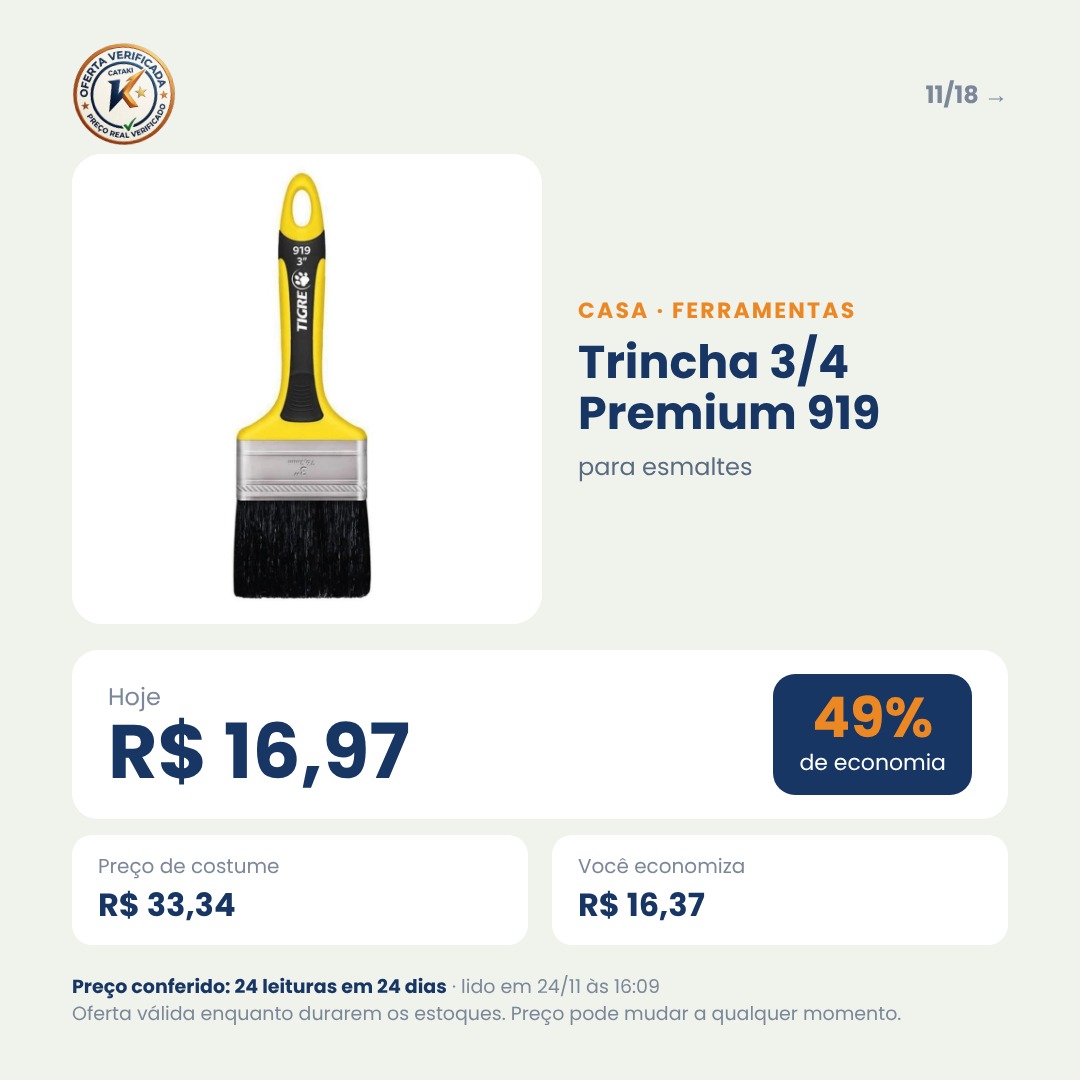 OFERTA VERIFICADA
CATAKI
K
PREÇO REAL VERIFICADO
11/18 →
919
3"
TIGRE
3"
CASA · FERRAMENTAS
Trincha 3/4
Premium 919
para esmaltes
Hoje
R$ 16,97
49%
de economia
Preço de costume
R$ 33,34
Você economiza
R$ 16,37
Preço conferido: 24 leituras em 24 dias · lido em 24/11 às 16:09
Oferta válida enquanto durarem os estoques. Preço pode mudar a qualquer momento.